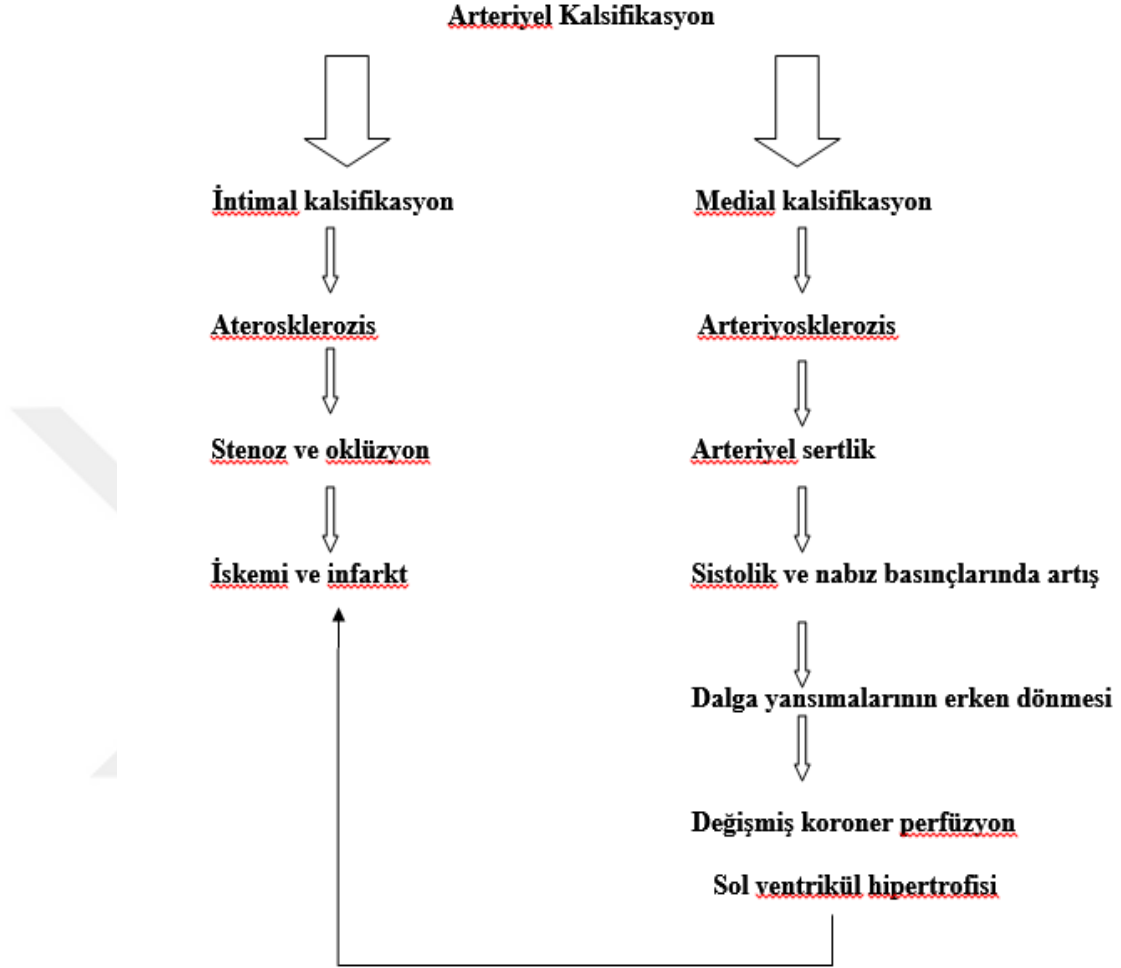 Arteriyel Kalsifikasyon
İntimal kalsifikasyon
Medial kalsifikasyon
Aterosklerozis
Arteriyosklerozis
Stenoz ve oklüzyon
Arteriyel sertlik
İskemi ve infarkt
Sistolik ve nabız basınçlarında artış
Dalga yansımalarının erken dönmesi
Değişmiş koroner perfüzyon
Sol ventrikül hipertrofisi